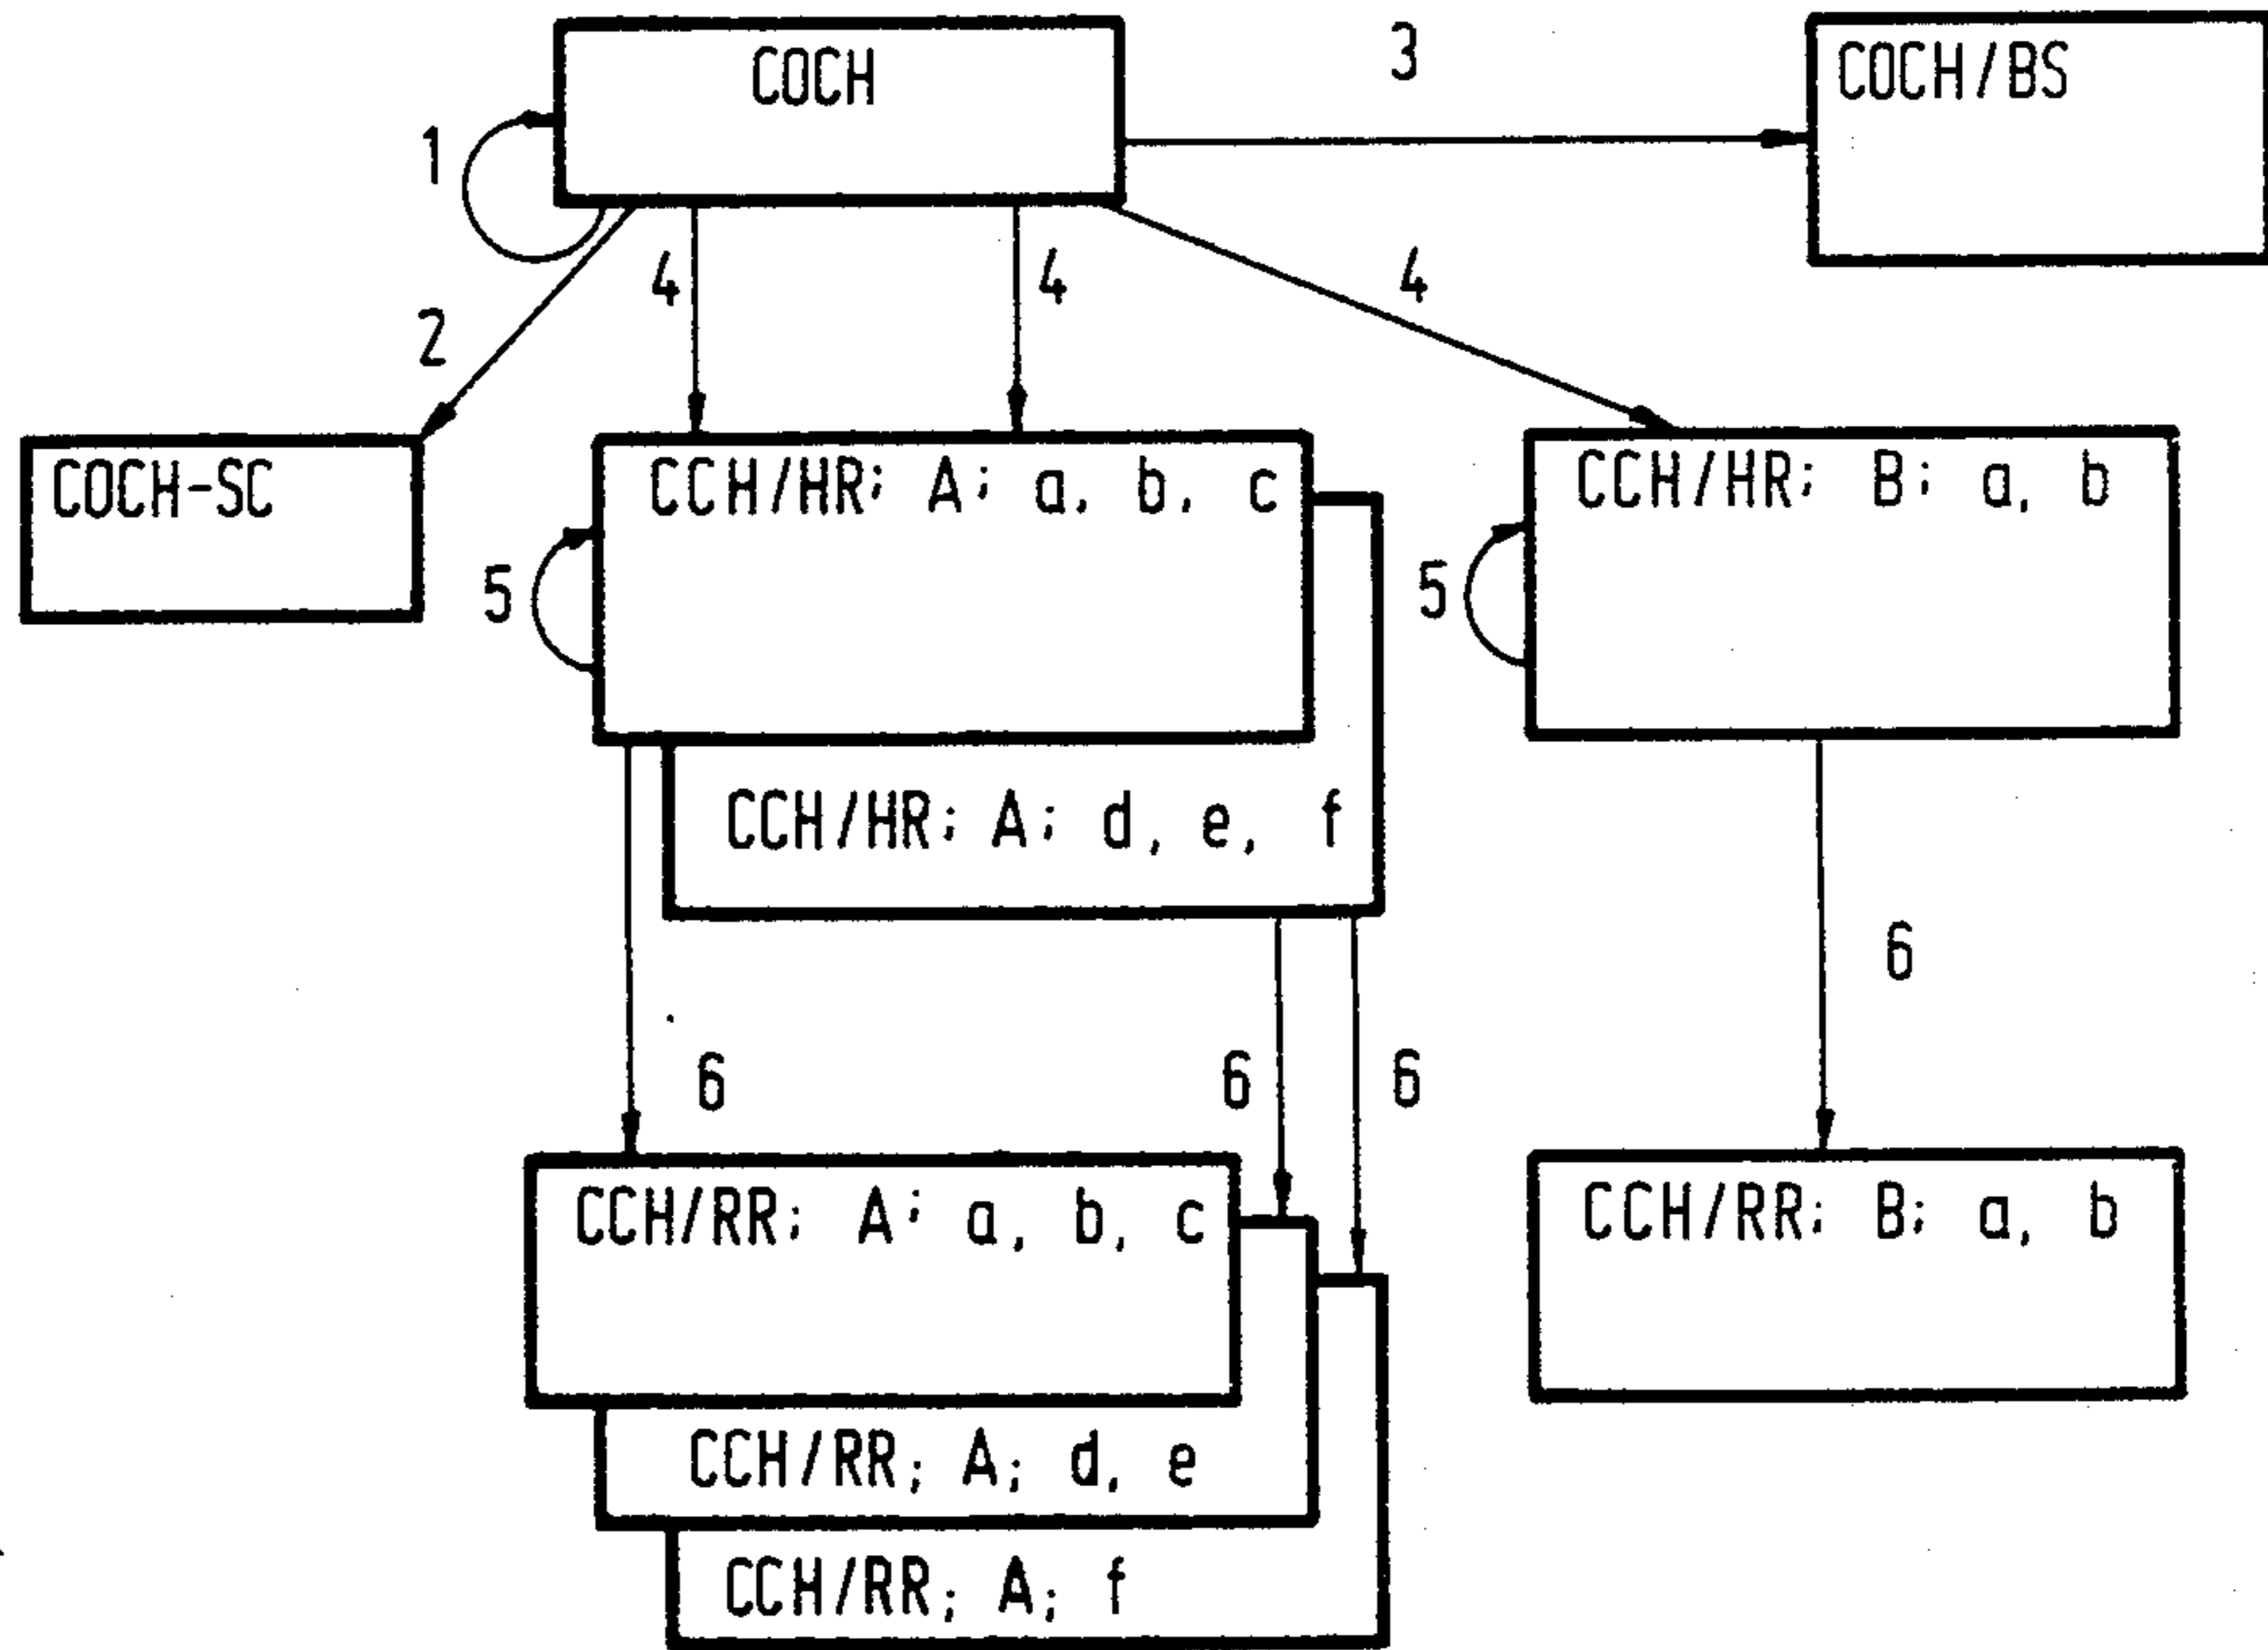 COCH
3
COCH/BS
1
4
4
4
2
COCH-SC
CCH/HR; A; a, b, c
CCH/HR; B; a, b
5
5
CCH/HR; A; d, e, f
6
6
6
6
CCH/RR; A; a, b, c
CCH/RR; B; a, b
CCH/RR; A; d, e
CCH/RR; A; f